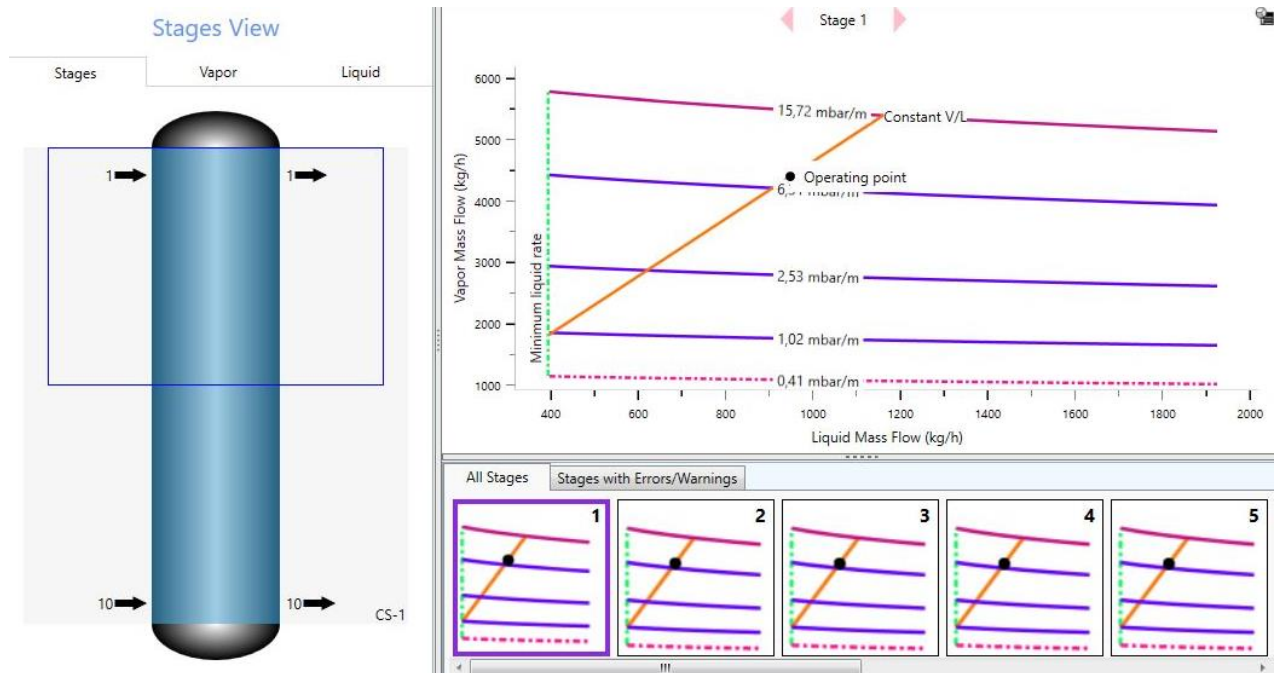 Stages View
Stages
Vapor
Liquid
1
1
10
10
CS-1
Stage 1
Vapor Mass Flow (kg/h)
6000
5000
4000
3000
2000
1000
Minimum liquid rate
15,72 mbar/m
Constant V/L
Operating point
2,53 mbar/m
1,02 mbar/m
0,41 mbar/m
400
600
800
1000
1200
1400
1600
1800
2000
Liquid Mass Flow (kg/h)
All Stages
Stages with Errors/Warnings
1
2
3
4
5